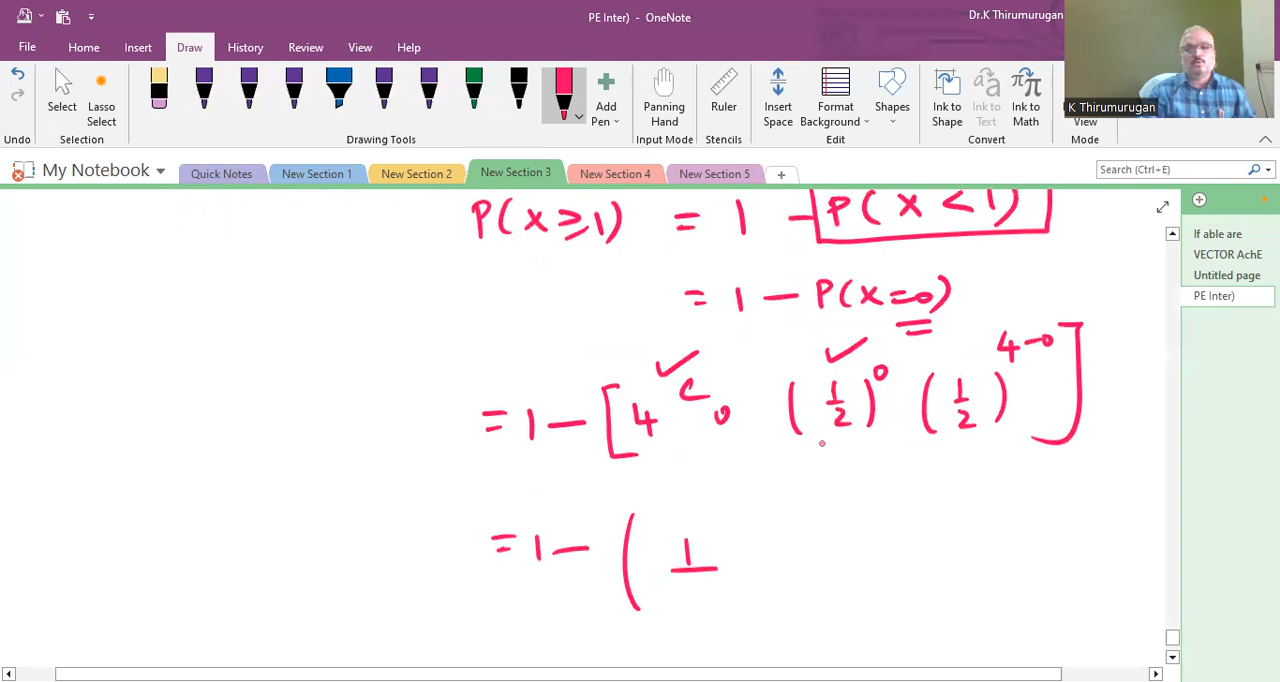 PE Inter) - OneNote
Dr.K Thirumurugan
File Home Insert Draw History Review View Help
Undo
Select
Lasso Select
Add Pen
Panning Hand
Ruler
Insert Space
Format Background
Shapes
Ink to Shape
Ink to Text
Ink to Math
View
K Thirumurugan
Undo Selection Drawing Tools Input Mode Stencils Edit Convert Mode
My Notebook Quick Notes New Section 1 New Section 2 New Section 3 New Section 4 New Section 5 + Search (Ctrl+E)
If able are
VECTOR AchE
Untitled page
PE Inter)
P(x≥1) = 1 - P(x<1)
= 1 - P(x=0)
= 1 - [4C₀ (1/2)⁰ (1/2)⁴⁻⁰]
= 1 - ( 1/